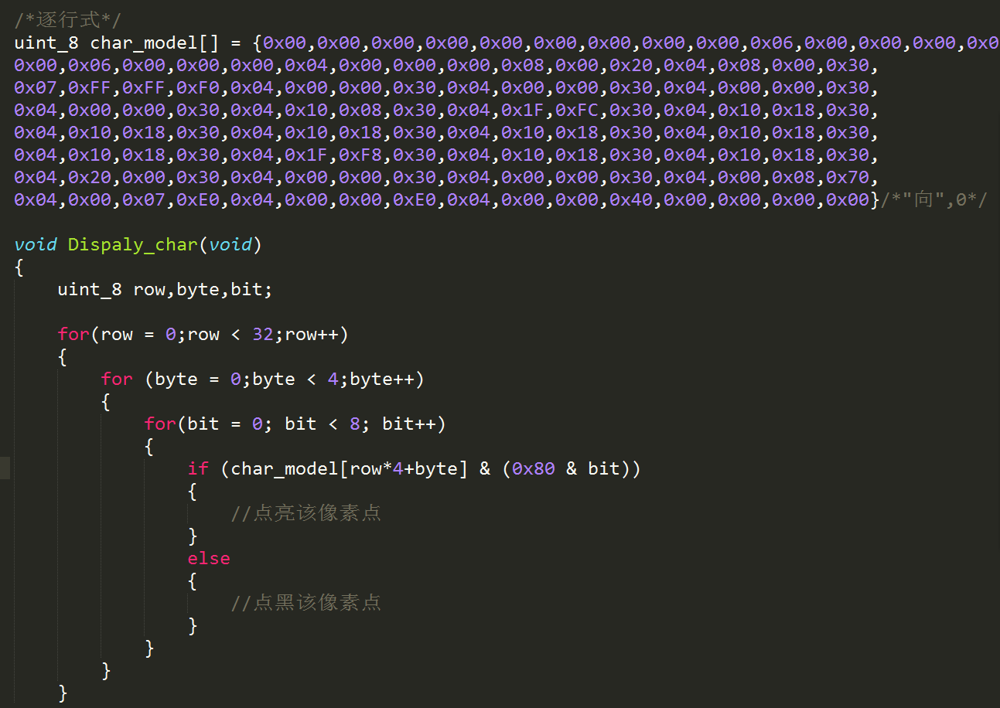 /*逐行式*/
uint_8 char_model[] = {0x00,0x00,0x00,0x00,0x00,0x00,0x00,0x00,0x00,0x06,0x00,0x00,0x00,0x0
0x00,0x06,0x00,0x00,0x00,0x04,0x00,0x00,0x00,0x08,0x00,0x20,0x04,0x08,0x00,0x30,
0x07,0xFF,0xFF,0xF0,0x04,0x00,0x00,0x30,0x04,0x00,0x00,0x30,0x04,0x00,0x00,0x30,
0x04,0x00,0x00,0x30,0x04,0x10,0x08,0x30,0x04,0x1F,0xFC,0x30,0x04,0x10,0x18,0x30,
0x04,0x10,0x18,0x30,0x04,0x10,0x18,0x30,0x04,0x10,0x18,0x30,0x04,0x10,0x18,0x30,
0x04,0x10,0x18,0x30,0x04,0x1F,0xF8,0x30,0x04,0x10,0x18,0x30,0x04,0x10,0x18,0x30,
0x04,0x20,0x00,0x30,0x04,0x00,0x00,0x30,0x04,0x00,0x00,0x30,0x04,0x00,0x08,0x70,
0x04,0x00,0x07,0xE0,0x04,0x00,0x00,0xE0,0x04,0x00,0x00,0x40,0x00,0x00,0x00,0x00}/*"向",0*/
void Dispaly_char(void)
{
uint_8 row,byte,bit;
for(row = 0;row < 32;row++)
{
for (byte = 0;byte < 4;byte++)
{
for(bit = 0; bit < 8; bit++)
{
if (char_model[row*4+byte] & (0x80 & bit))
{
//点亮该像素点
}
else
{
//点黑该像素点
}
}
}
}